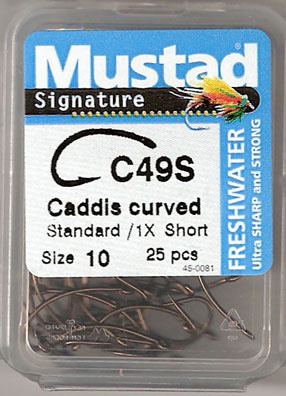 Mustad®
Signature
C49S
Caddis curved
Standard /1X Short
Size 10 25 pcs
45-0081
FRESHWATER
Ultra SHARP and STRONG